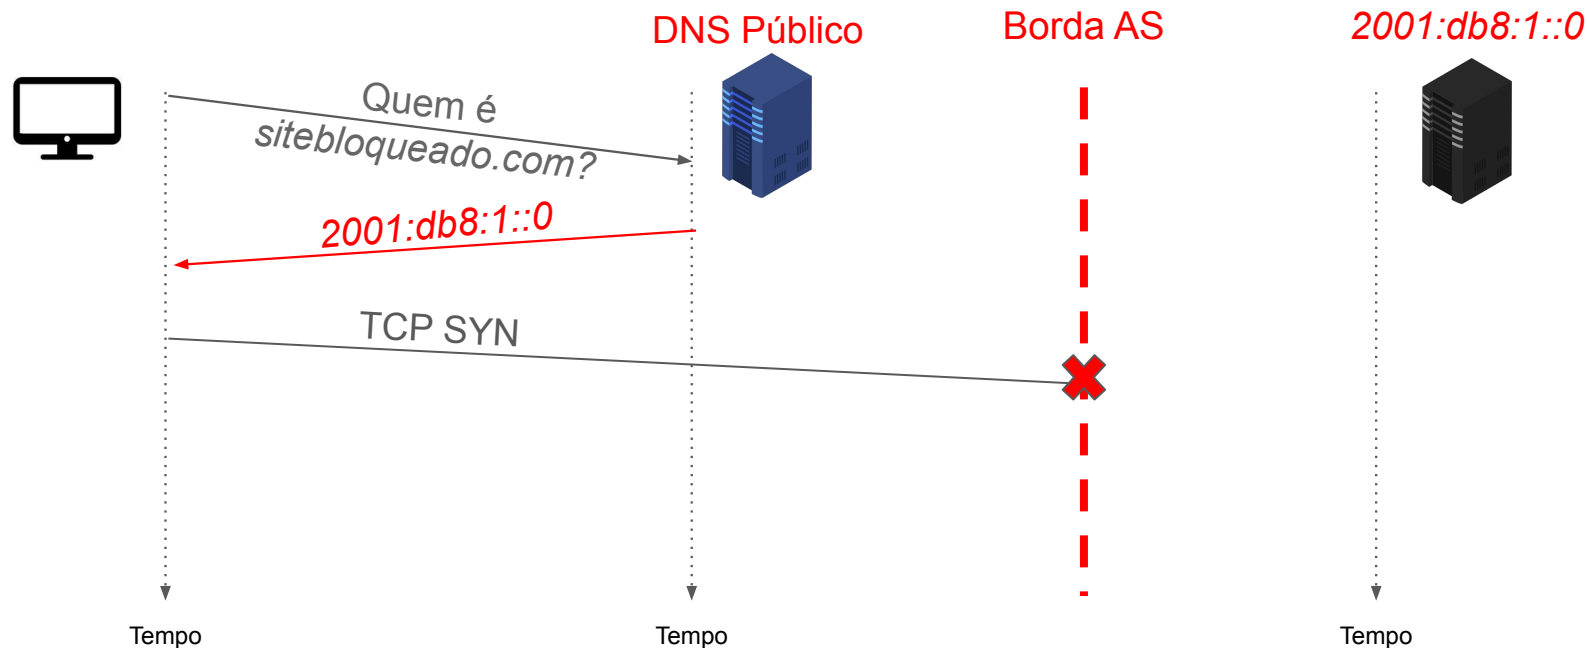 DNS Público
Borda AS
2001:db8:1::0
Quem é
sitebloqueado.com?
2001:db8:1::0
TCP SYN
Tempo
Tempo
Tempo